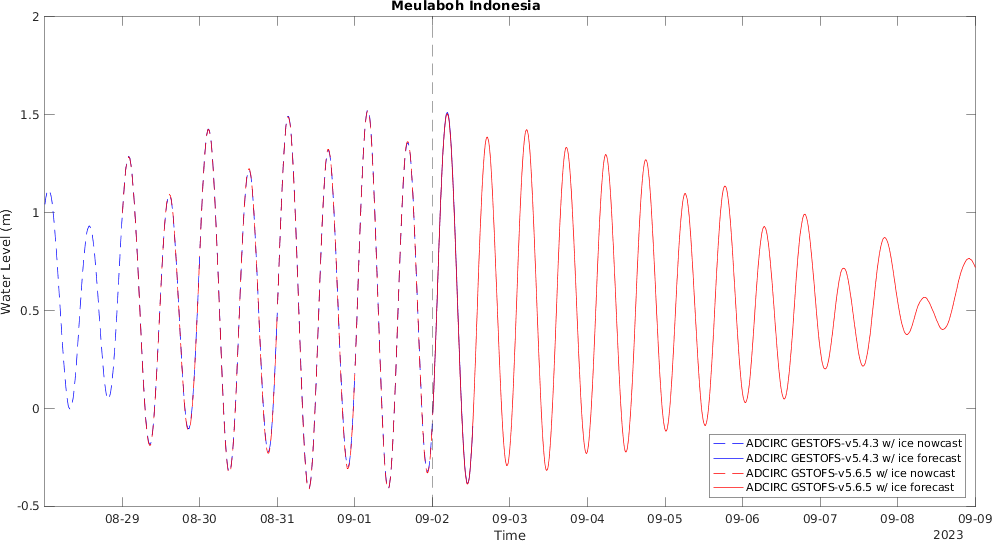 Meulaboh Indonesia
2
1.5
1
0.5
0
-0.5
Water Level (m)
ADCIRC GESTOFS-v5.4.3 w/ ice nowcast
ADCIRC GESTOFS-v5.4.3 w/ ice forecast
ADCIRC GSTOFS-v5.6.5 w/ ice nowcast
ADCIRC GSTOFS-v5.6.5 w/ ice forecast
08-29 08-30 08-31 09-01 09-02 09-03 09-04 09-05 09-06 09-07 09-08 09-09
Time
2023